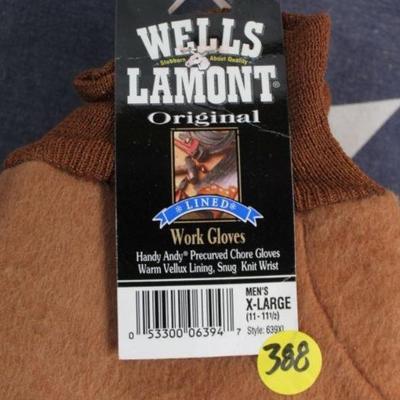 WELLS
Stubborn About Quality
LAMONT®
Original
LINED
Work Gloves
Handy Andy® Precurved Chore Gloves
Warm Vellux Lining, Snug Knit Wrist
MEN'S
X-LARGE
(11-11½)
Style: 639XL
0 53300 06394 7
388